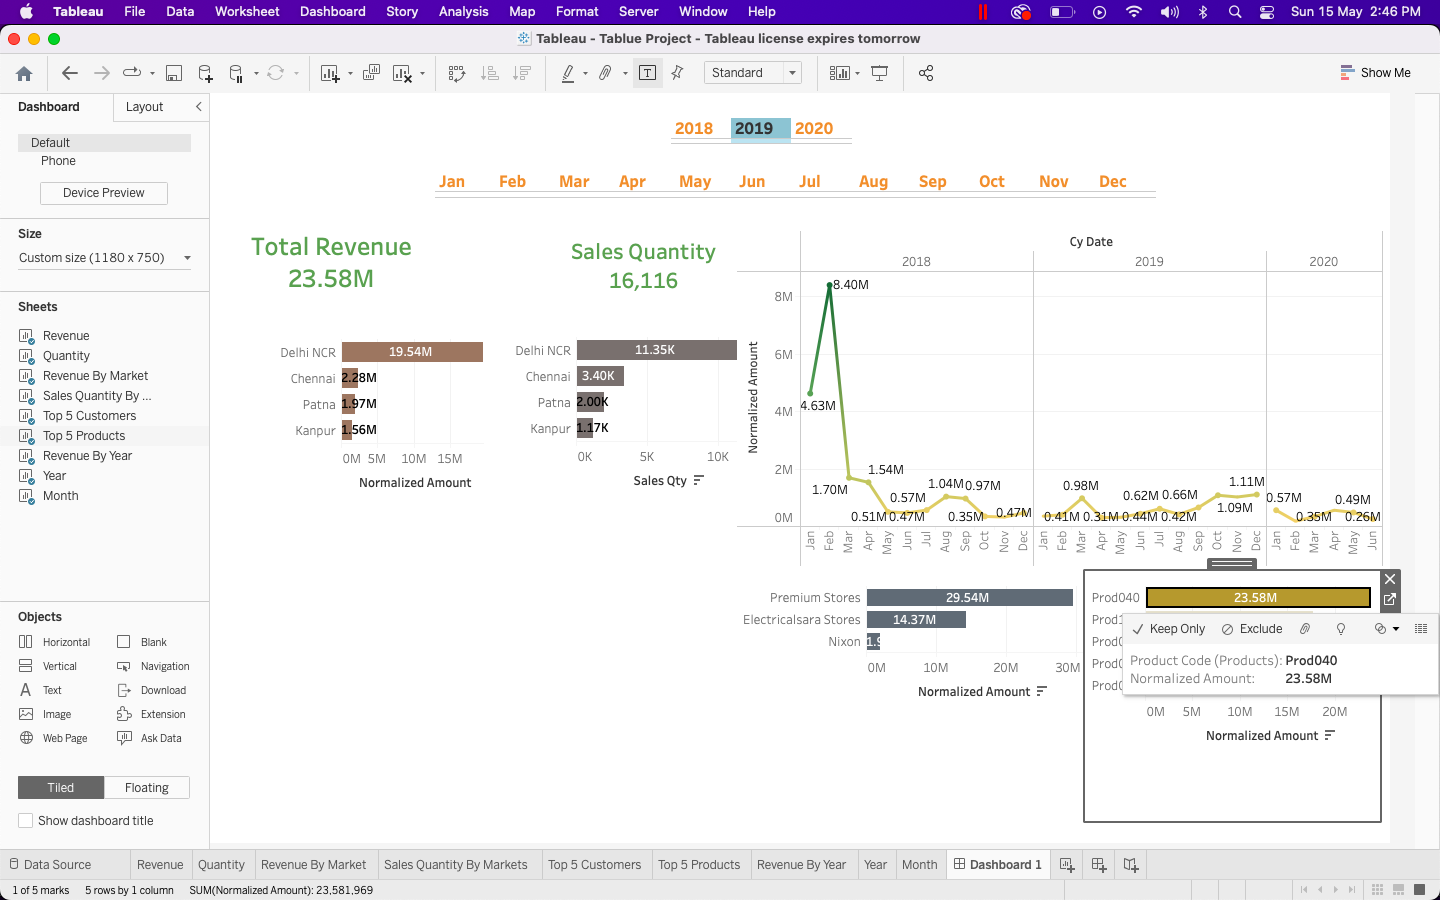 Tableau File Data Worksheet Dashboard Story Analysis Map Format Server Window Help Sun 15 May 2:46 PM
Tableau - Tablue Project - Tableau license expires tomorrow
Standard
Show Me
Dashboard Layout
Default
Phone
Device Preview
Size
Custom size (1180 x 750)
Sheets
Revenue
Quantity
Revenue By Market
Sales Quantity By ...
Top 5 Customers
Top 5 Products
Revenue By Year
Year
Month
Objects
Horizontal Blank
Vertical Navigation
A Text Download
Image Extension
Web Page Ask Data
Tiled Floating
Show dashboard title
2018 2019 2020
Jan Feb Mar Apr May Jun Jul Aug Sep Oct Nov Dec
Total Revenue
23.58M
Sales Quantity
16,116
Delhi NCR 19.54M
Chennai 2.28M
Patna 1.97M
Kanpur 1.56M
0M 5M 10M 15M
Normalized Amount
Delhi NCR 11.35K
Chennai 3.40K
Patna 2.00K
Kanpur 1.17K
0K 5K 10K
Sales Qty
Cy Date
2018 2019 2020
Normalized Amount
8M
6M
4M
2M
0M
8.40M
4.63M
1.70M
1.54M
0.51M
0.57M
0.47M
1.04M
0.97M
0.35M
0.47M
0.41M
0.98M
0.31M
0.62M
0.44M
0.66M
0.42M
1.09M
1.11M
0.57M
0.35M
0.49M
0.26M
Jan Feb Mar Apr May Jun Jul Aug Sep Oct Nov Dec Jan Feb Mar Apr May Jun Jul Aug Sep Oct Nov Dec Jan Feb Mar Apr May Jun
Premium Stores 29.54M
Electricalsara Stores 14.37M
Nixon
0M 10M 20M 30M
Normalized Amount
Prod040 23.58M
Keep Only Exclude
Product Code (Products): Prod040
Normalized Amount: 23.58M
0M 5M 10M 15M 20M
Normalized Amount
Data Source Revenue Quantity Revenue By Market Sales Quantity By Markets Top 5 Customers Top 5 Products Revenue By Year Year Month Dashboard 1
1 of 5 marks 5 rows by 1 column SUM(Normalized Amount): 23,581,969